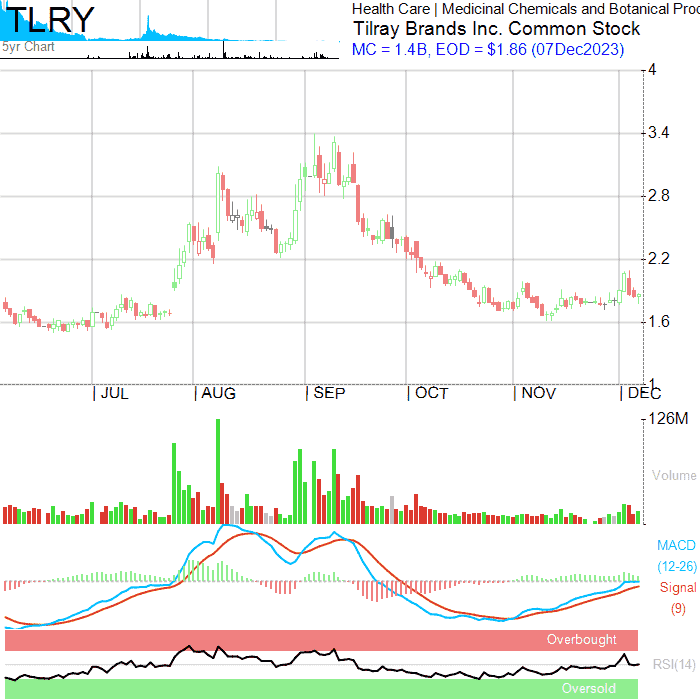 TLRY
5yr Chart
Health Care | Medicinal Chemicals and Botanical Proc
Tilray Brands Inc. Common Stock
MC = 1.4B, EOD = $1.86 (07Dec2023)
4
3.4
2.8
2.2
1.6
1
| JUL | AUG | SEP | OCT | NOV | DEC
126M
Volume
MACD
(12-26)
Signal
(9)
Overbought
RSI(14)
Oversold